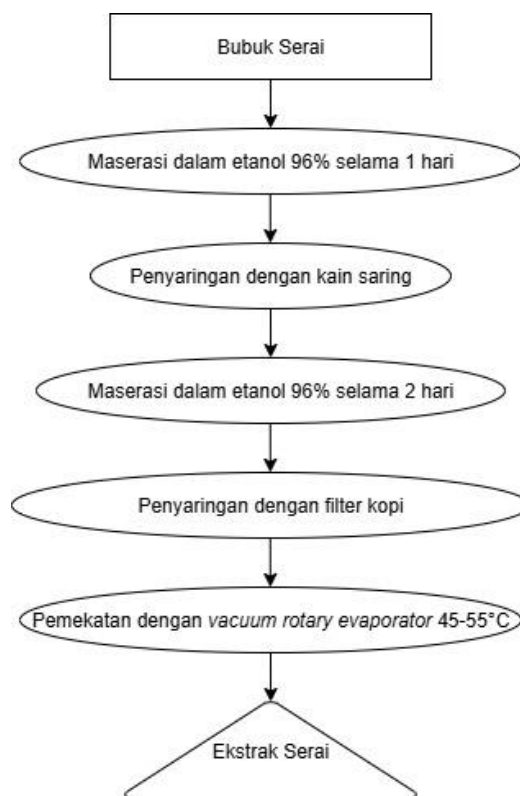 Bubuk Serai
Maserasi dalam etanol 96% selama 1 hari
Penyaringan dengan kain saring
Maserasi dalam etanol 96% selama 2 hari
Penyaringan dengan filter kopi
Pemekatan dengan vacuum rotary evaporator 45-55°C
Ekstrak Serai